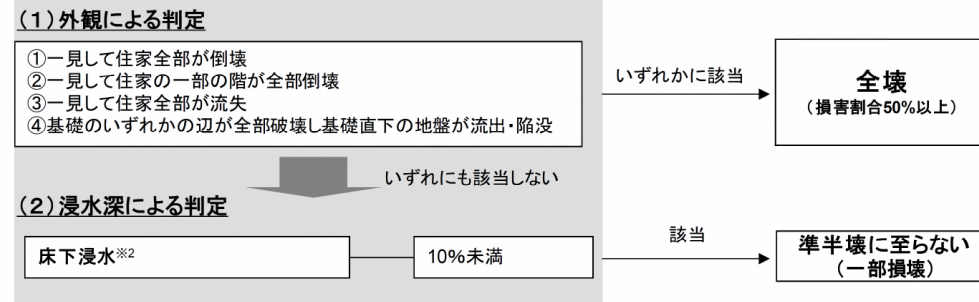 (1)外観による判定
①一見して住家全部が倒壊
②一見して住家の一部の階が全部倒壊
③一見して住家全部が流失
④基礎のいずれかの辺が全部破壊し基礎直下の地盤が流出・陥没
いずれかに該当
全壊
(損害割合50%以上)
いずれにも該当しない
(2)浸水深による判定
床下浸水※2
10%未満
該当
準半壊に至らない
(一部損壊)